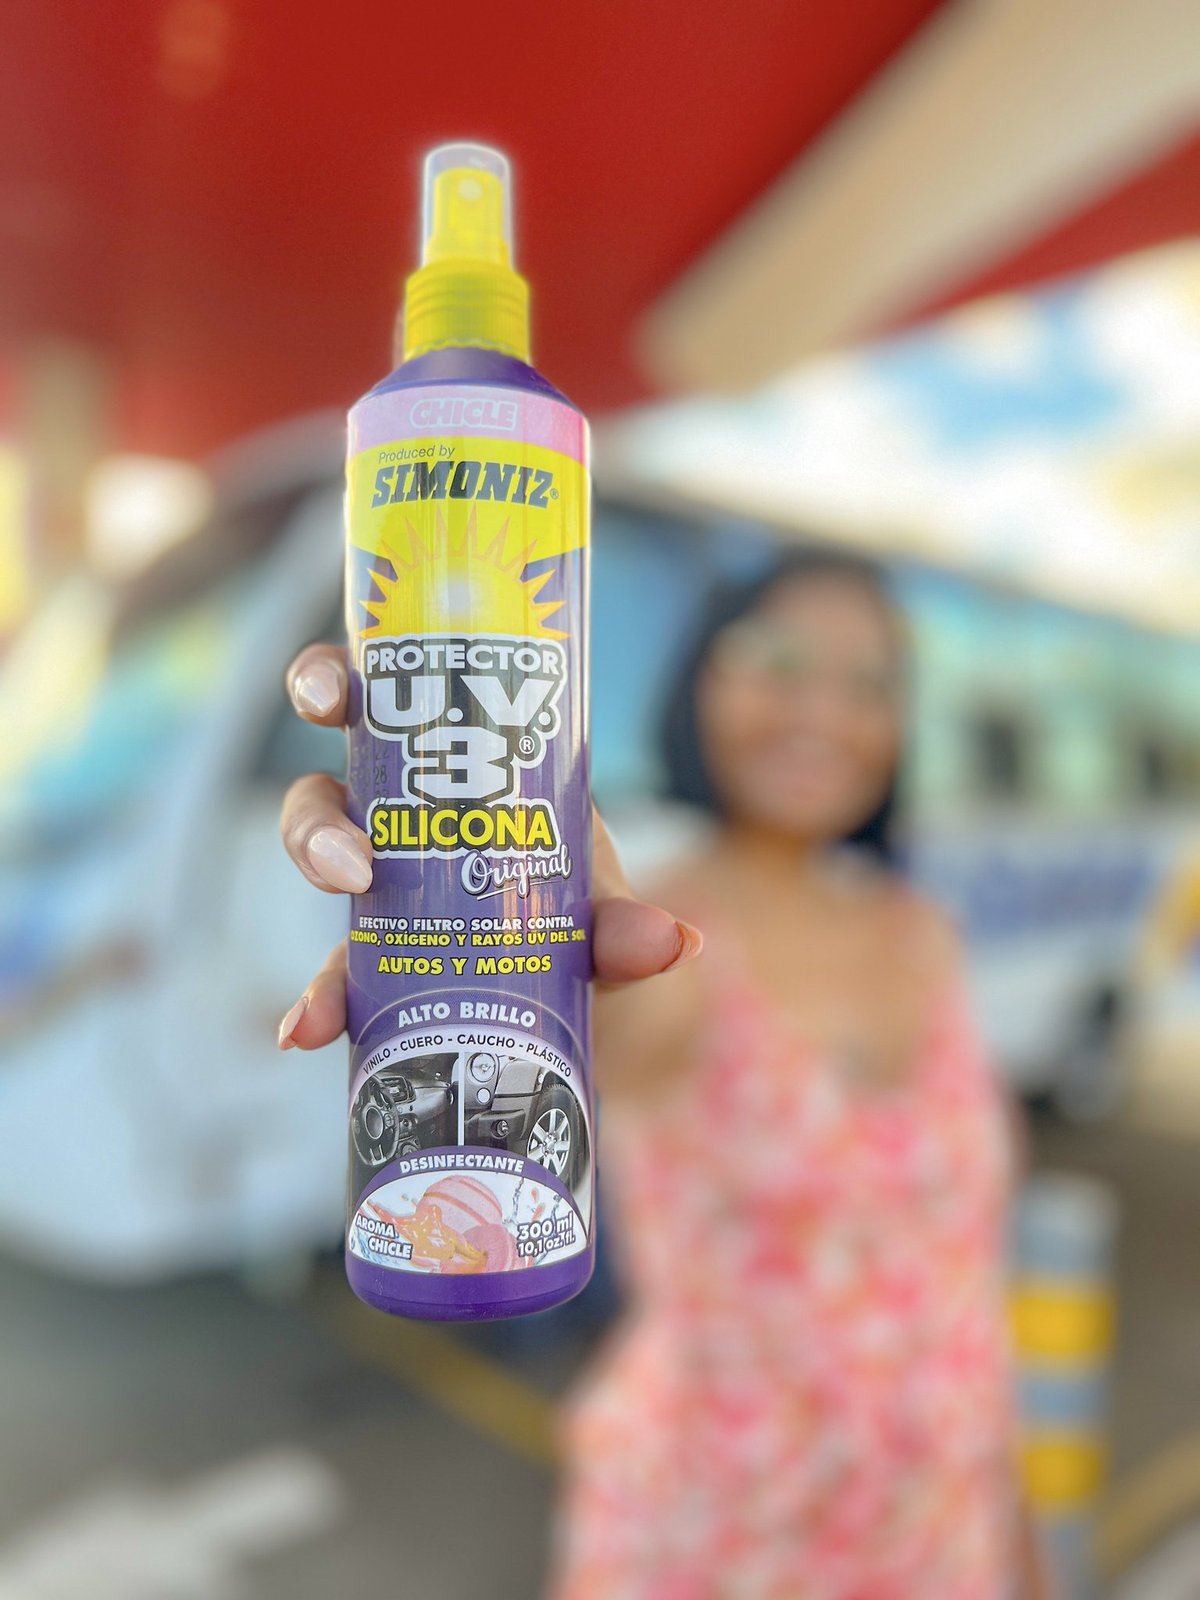 CHICLE
Produced by
SIMONIZ®
PROTECTOR
U.V.
3®
SILICONA
Original
EFECTIVO FILTRO SOLAR CONTRA
OZONO, OXÍGENO Y RAYOS UV DEL SOL
AUTOS Y MOTOS
ALTO BRILLO
VINILO - CUERO - CAUCHO - PLÁSTICO
DESINFECTANTE
AROMA
CHICLE
300 ml
10,1 oz. fl.